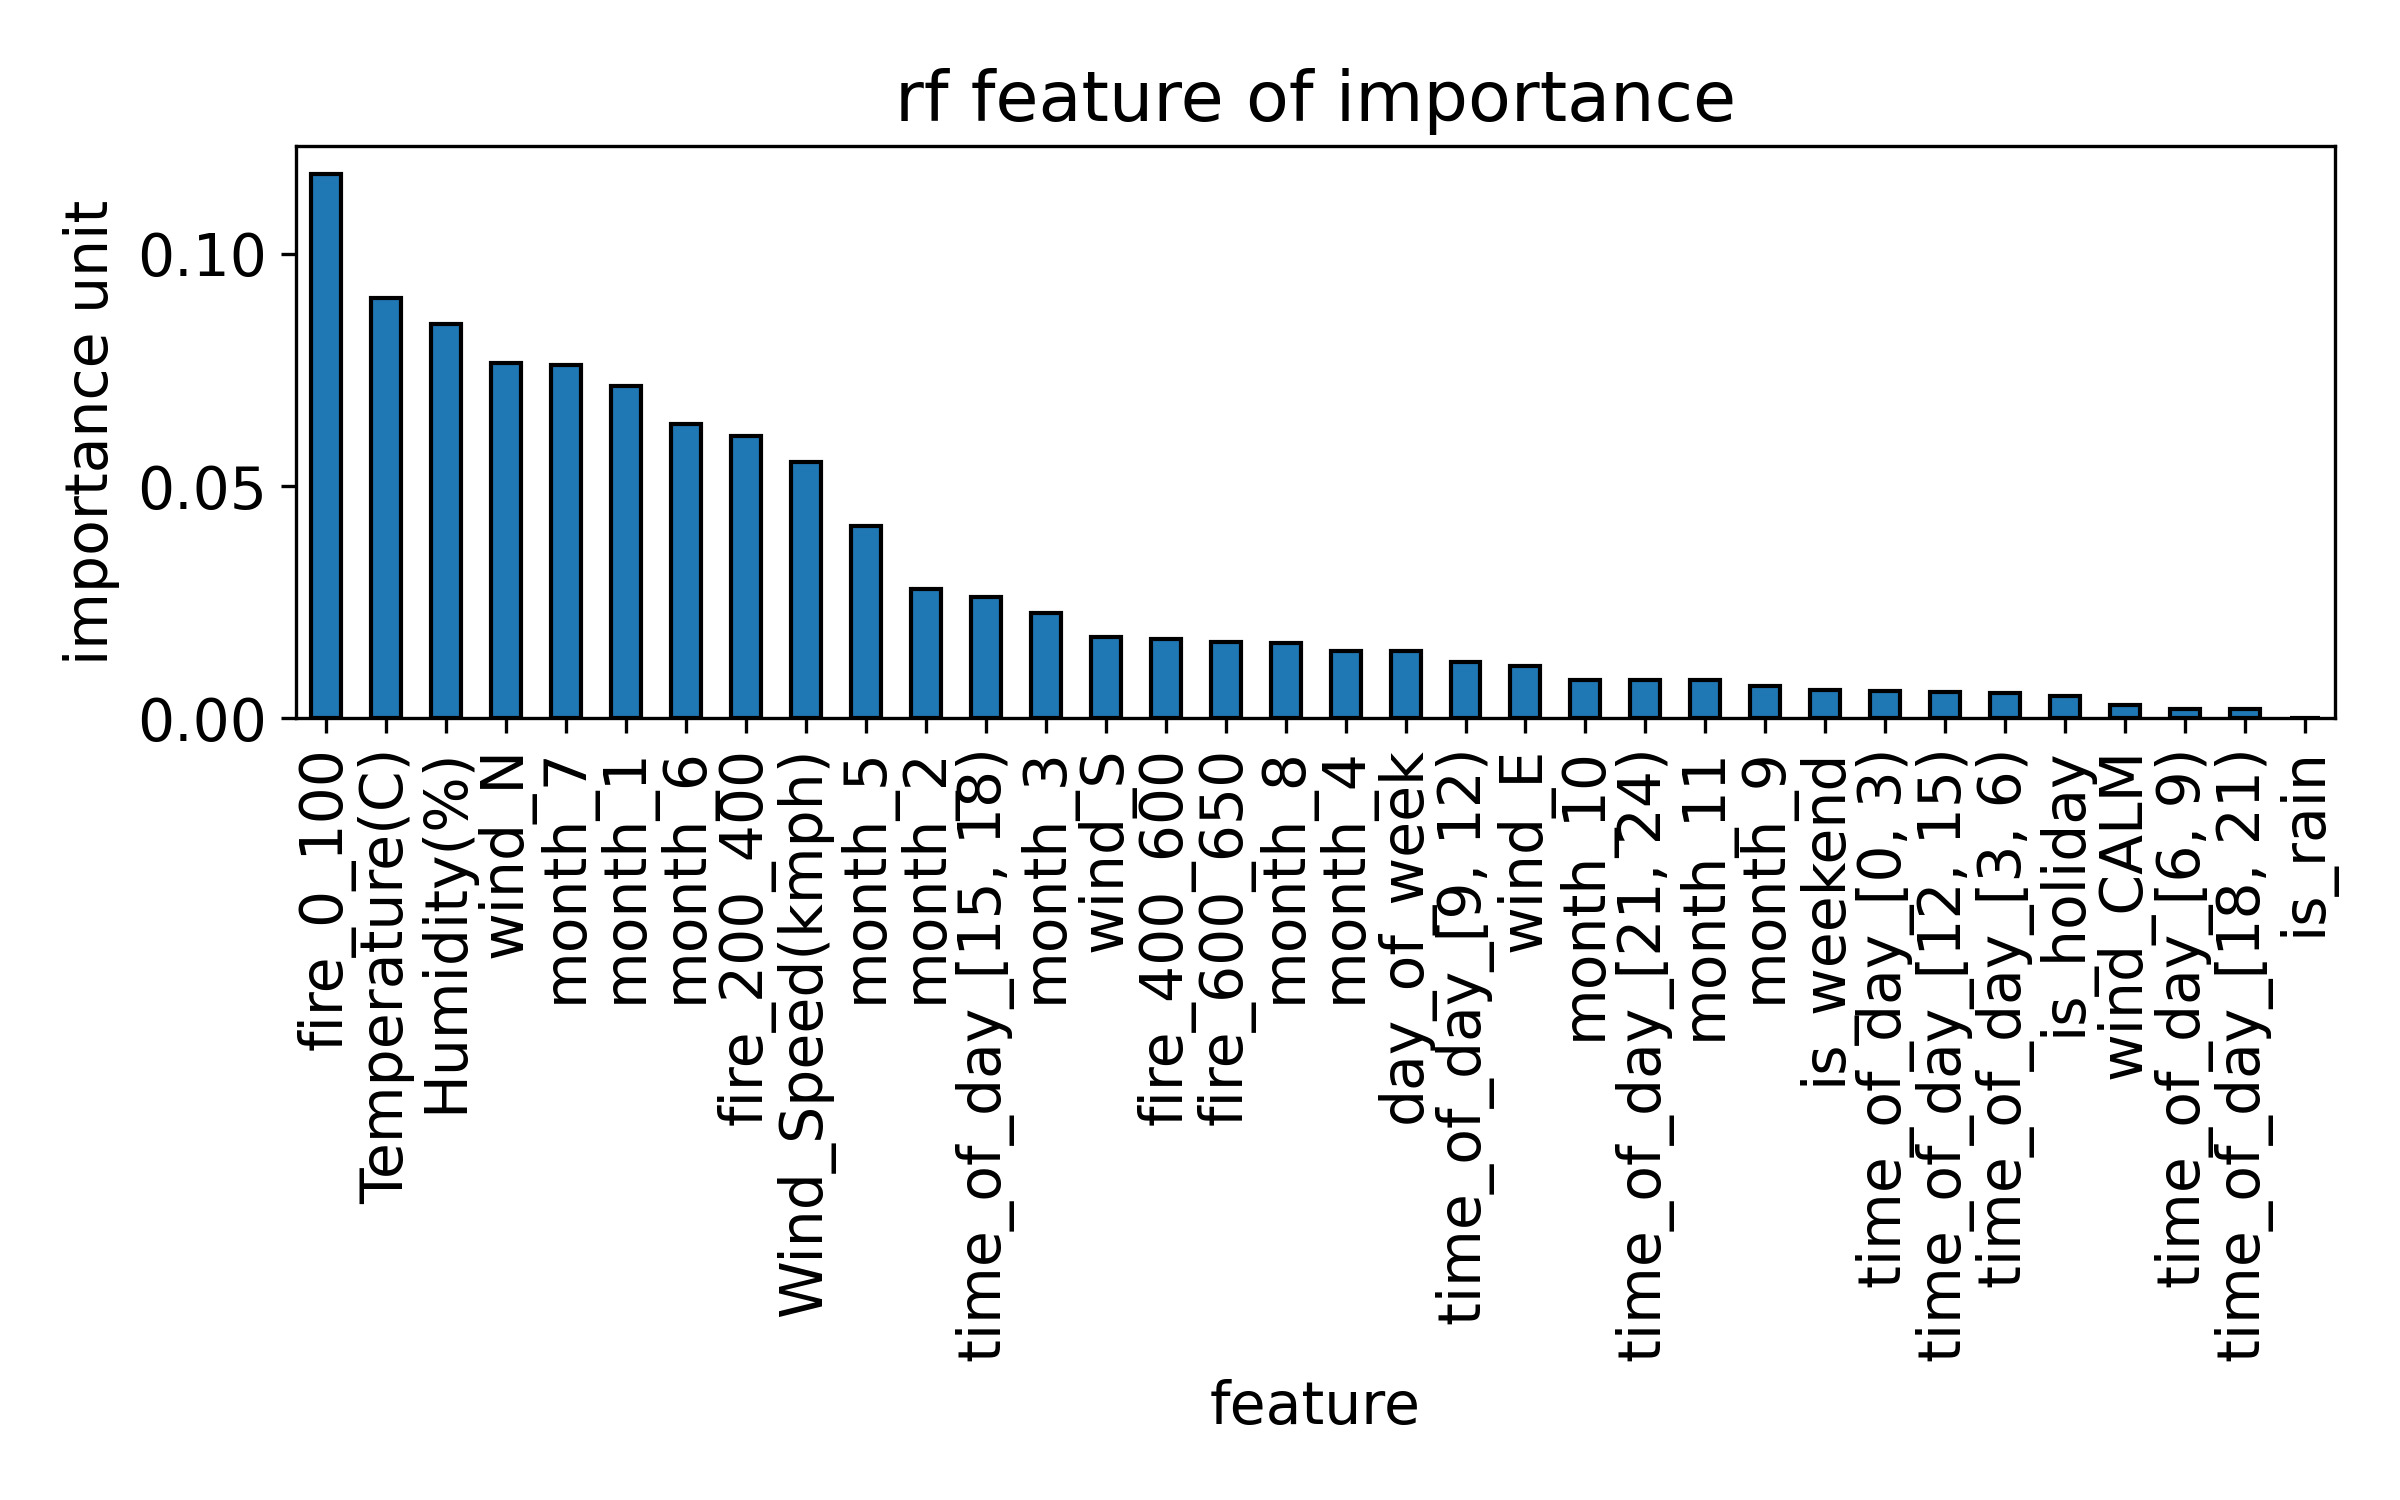 rf feature of importance
importance unit
0.10
0.05
0.00
fire_0_100
Temperature(C)
Humidity(%)
wind_N
month_7
month_1
month_6
fire_200_400
Wind_Speed(kmph)
month_5
month_2
time_of_day_[15, 18)
month_3
wind_S
fire_400_600
fire_600_650
month_8
month_4
day_of_week
time_of_day_[9, 12)
wind_E
month_10
time_of_day_[21, 24)
month_11
month_9
is_weekend
time_of_day_[0, 3)
time_of_day_[12, 15)
time_of_day_[3, 6)
is_holiday
wind_CALM
time_of_day_[6, 9)
time_of_day_[18, 21)
is_rain
feature